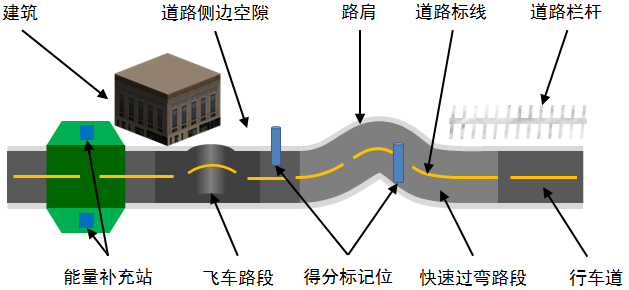 建筑
道路侧边空隙
路肩
道路标线
道路栏杆
能量补充站
飞车路段
得分标记位
快速过弯路段
行车道